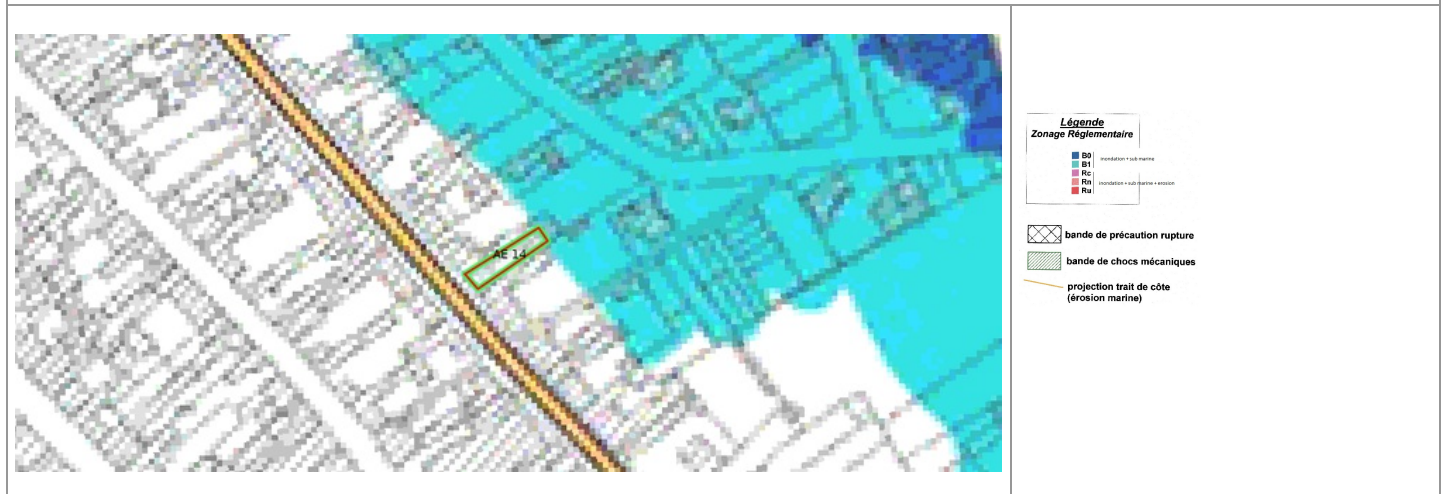 AE 14
Légende
Zonage Réglementaire
B0
inondation + sub marine
B1
Rc
Rn
inondation + sub marine + erosion
Ru
bande de précaution rupture
bande de chocs mécaniques
projection trait de côte
(érosion marine)